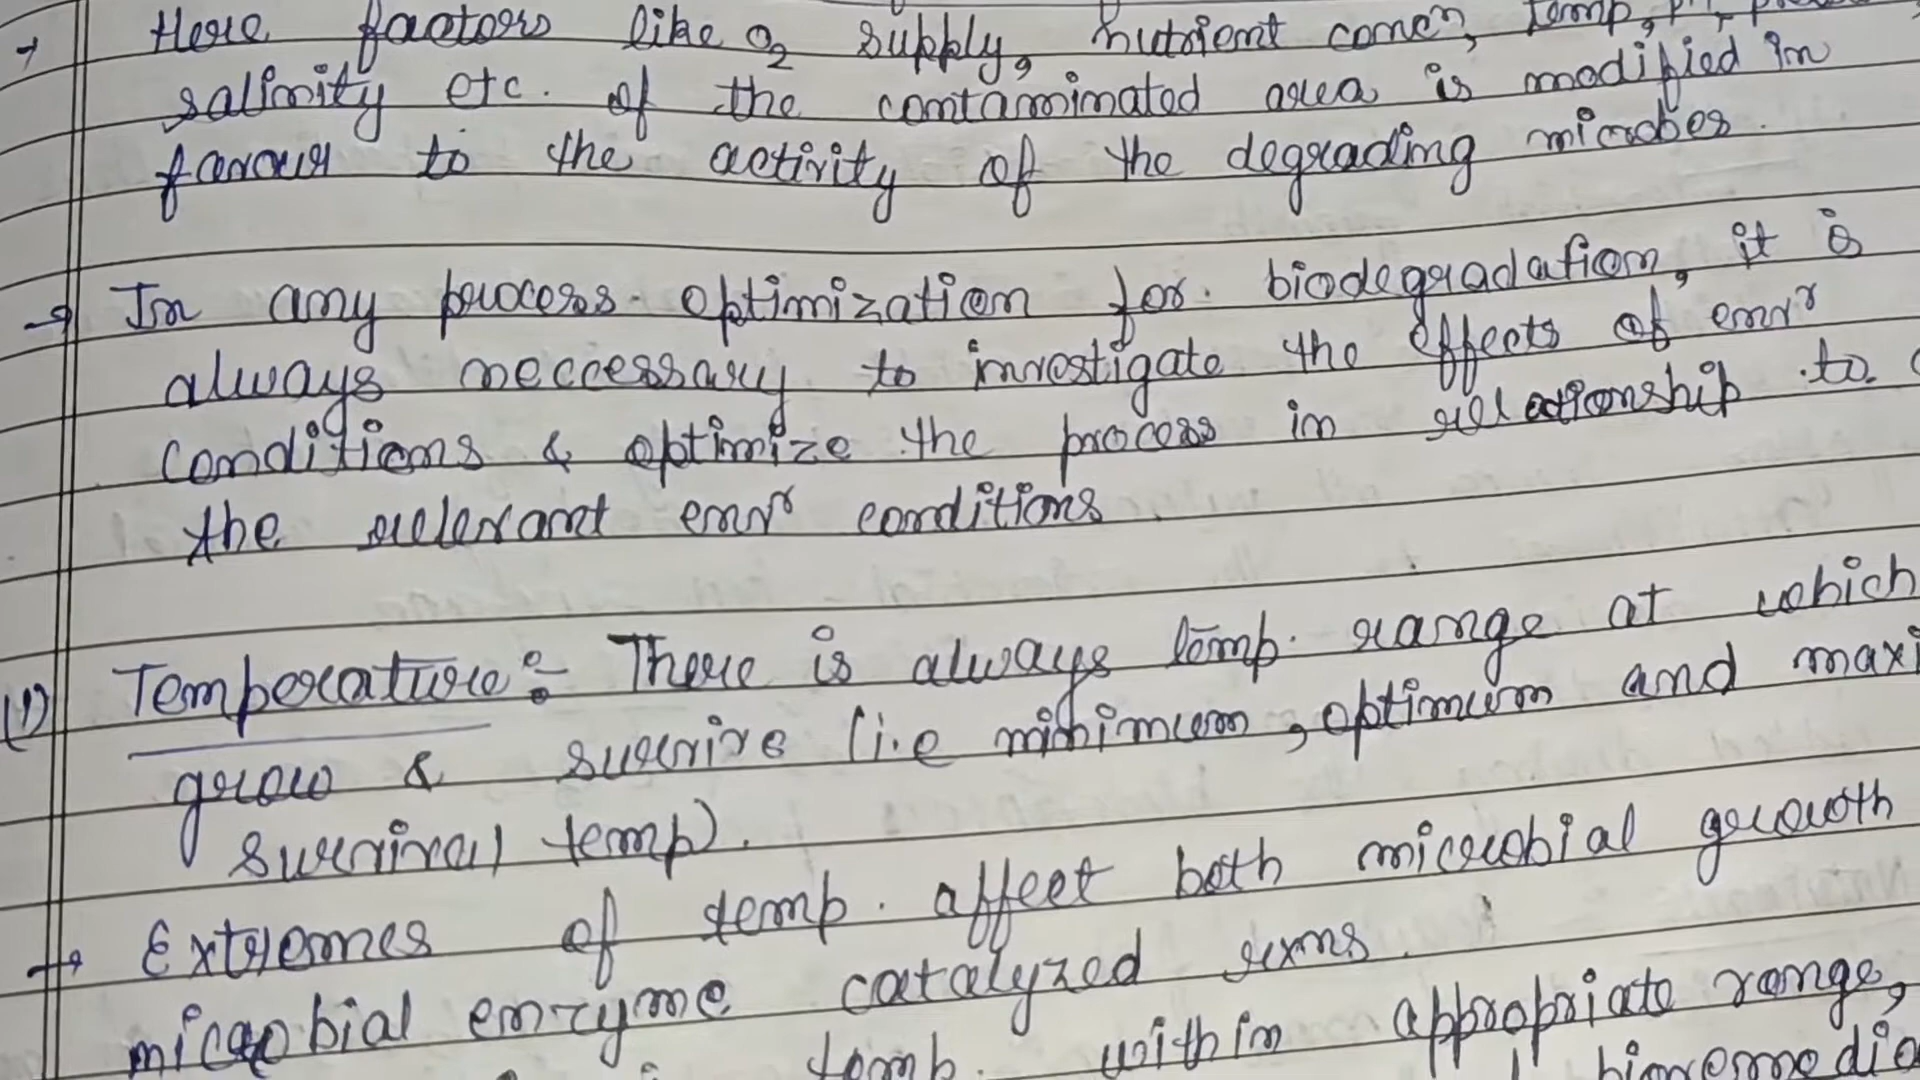 → Here factors like O2 supply, nutrient concn, temp, pH,
salinity etc. of the contaminated area is modified in
favour to the activity of the degrading microbes.
→ In any process optimization for biodegradation, it is
always neccessary to investigate the effects of envr
conditions & optimize the process in relationship to
the relevant envr conditions
(1) Temperature :- There is always temp. range at which
grow & survive (i.e minimum, optimum and maxi
survival temp).
→ Extremes of temp. affect both microbial growth
microbial enzyme catalyzed rxns.
temp. within appropriate range,
bioremedia